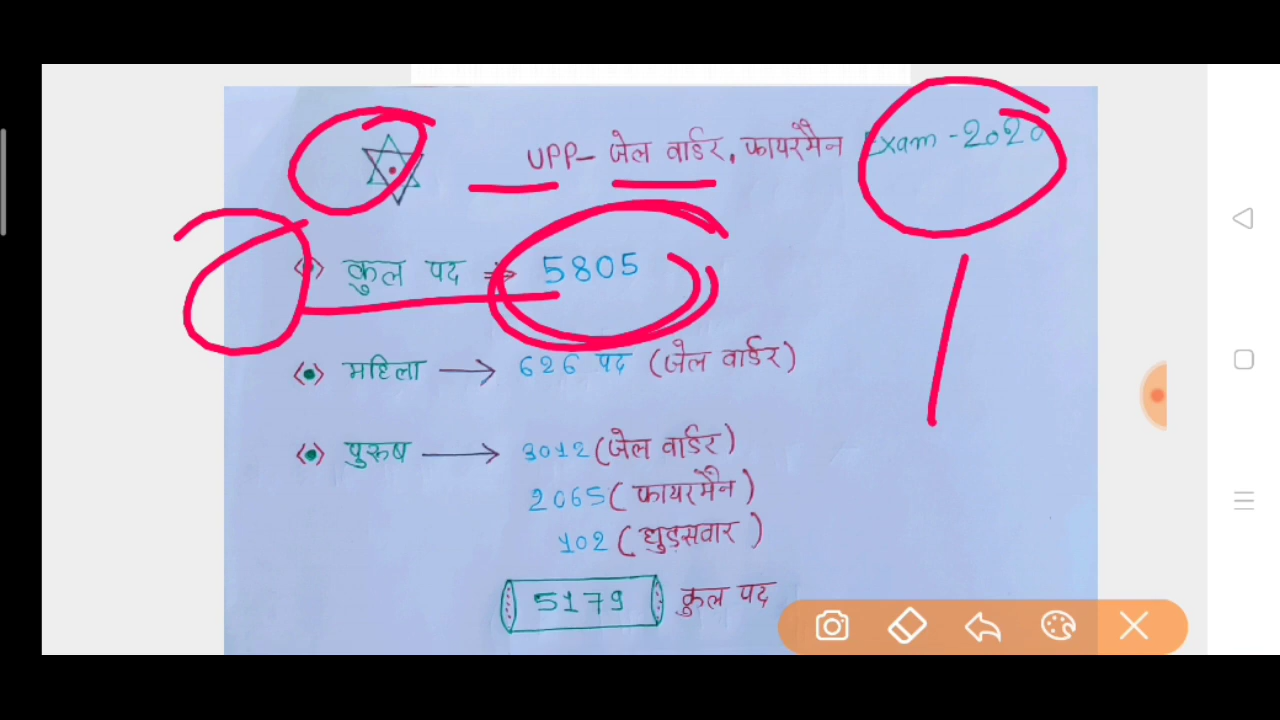 UPP- जेल वार्डर, फायरमैन Exam - 2020
कुल पद ⇒ 5805
महिला → 626 पद (जेल वार्डर)
पुरुष → 3012 (जेल वार्डर)
2065 (फायरमैन)
102 (घुड़सवार)
5179 कुल पद